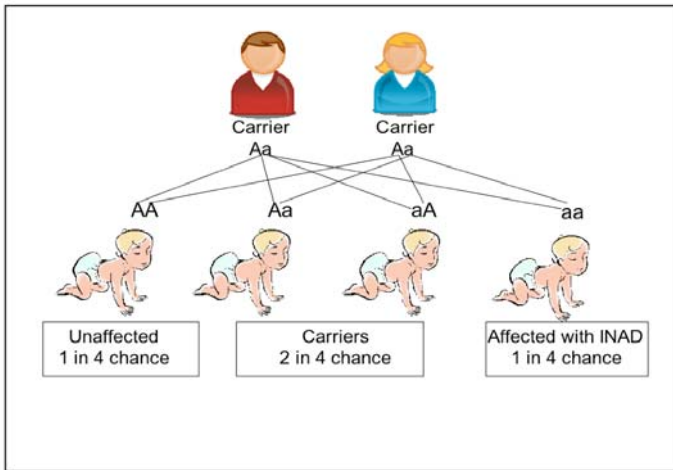 Carrier Carrier
Aa Aa
AA Aa aA aa
Unaffected
1 in 4 chance
Carriers
2 in 4 chance
Affected with INAD
1 in 4 chance